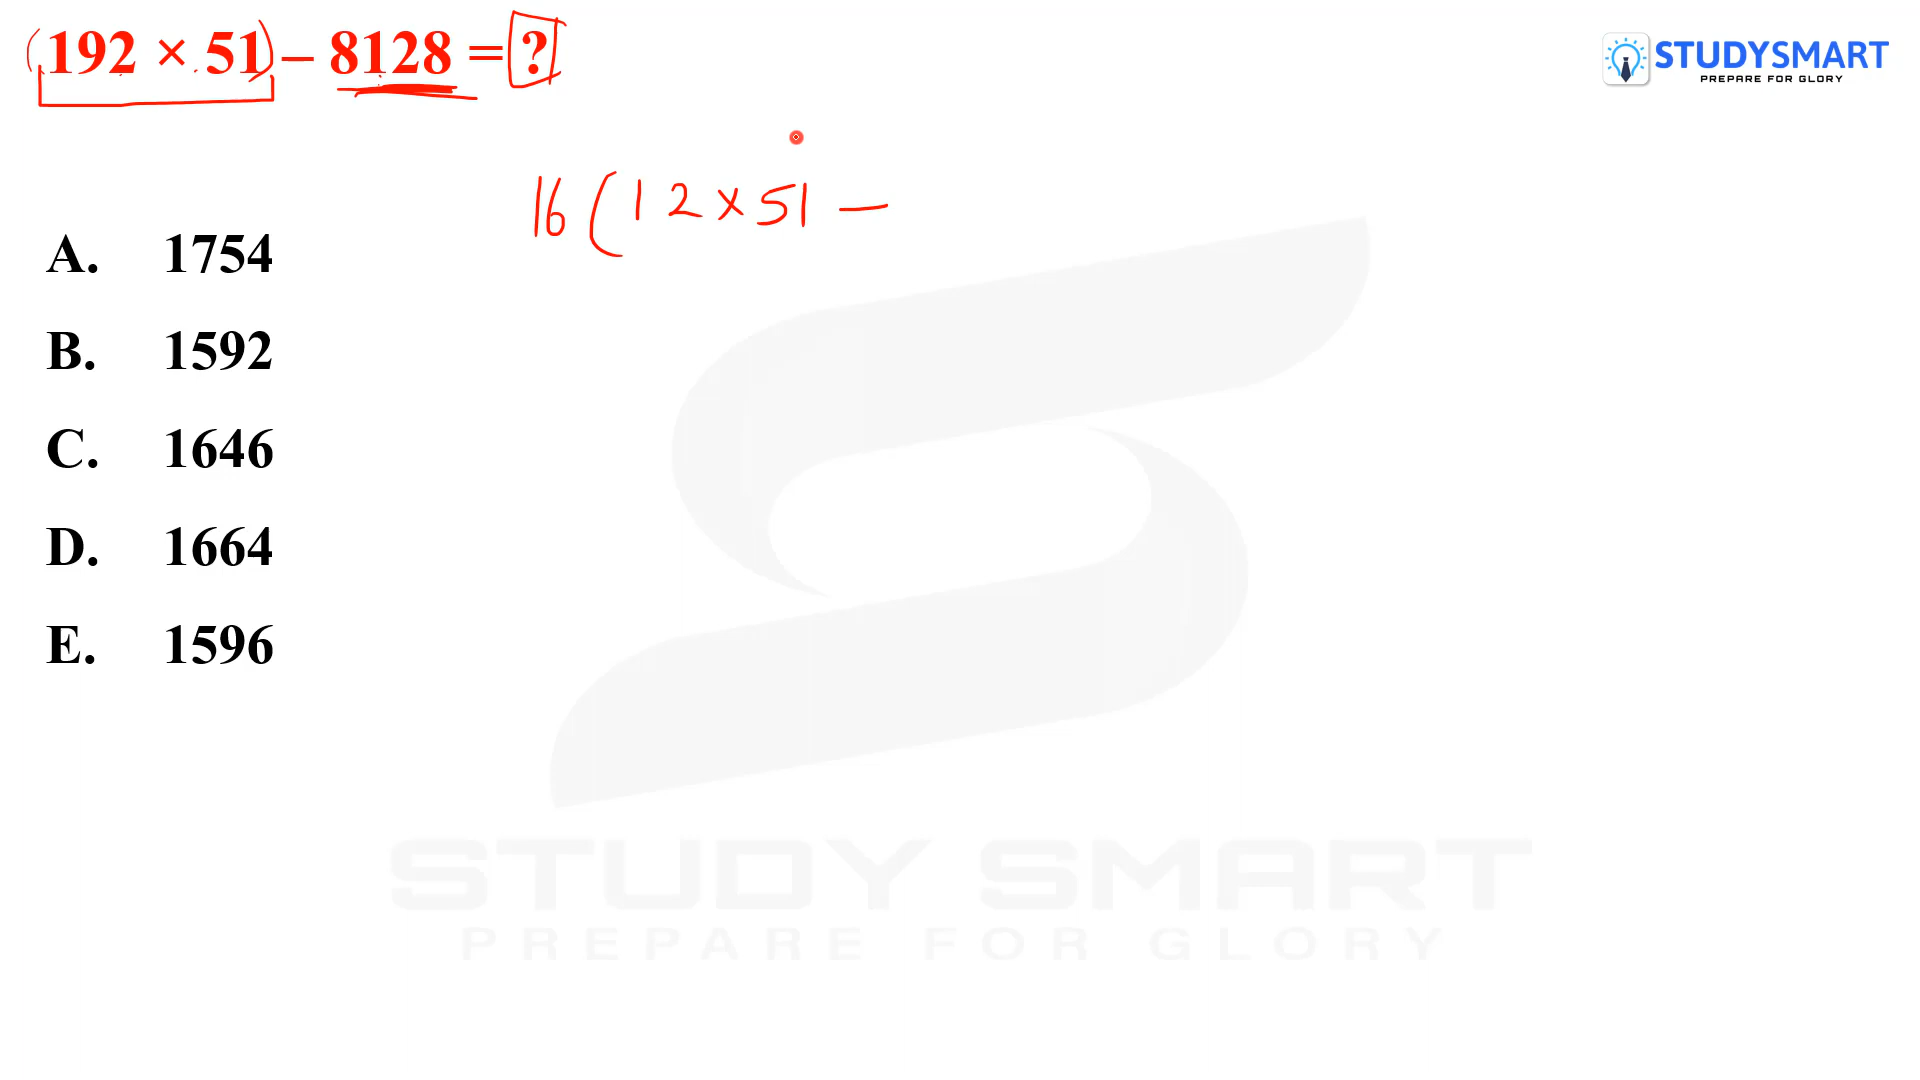 (192 × 51) – 8128 = ?
STUDYSMART
PREPARE FOR GLORY
16 ( 12 × 51 –
A. 1754
B. 1592
C. 1646
D. 1664
E. 1596
STUDY SMART
PREPARE FOR GLORY